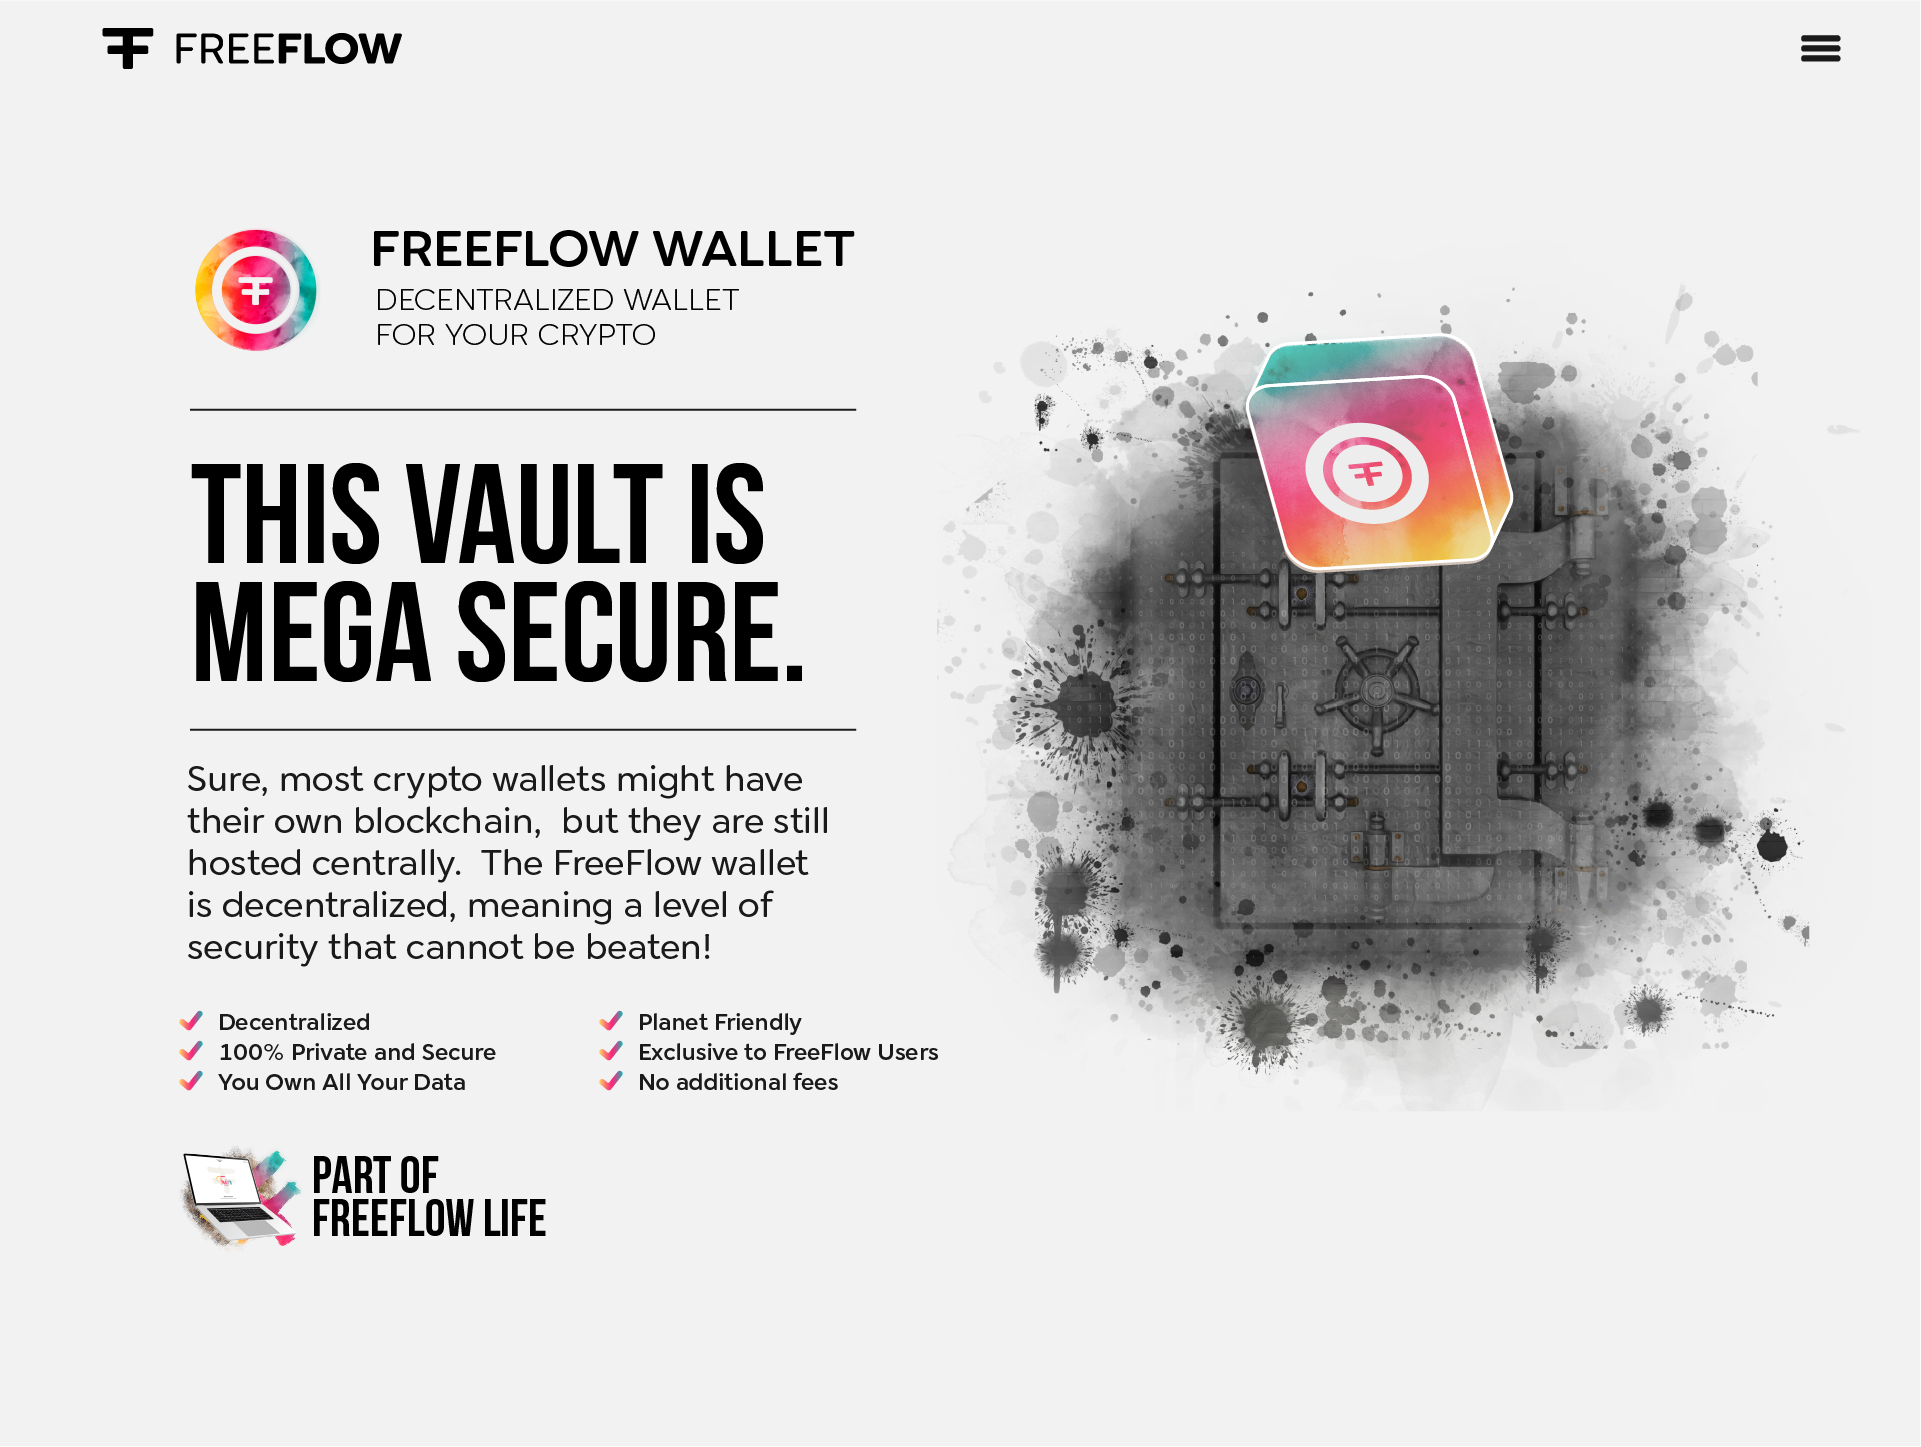 FREEFLOW
FREEFLOW WALLET
DECENTRALIZED WALLET
FOR YOUR CRYPTO
THIS VAULT IS
MEGA SECURE.
Sure, most crypto wallets might have
their own blockchain,  but they are still
hosted centrally.  The FreeFlow wallet
is decentralized, meaning a level of
security that cannot be beaten!
Decentralized
100% Private and Secure
You Own All Your Data
Planet Friendly
Exclusive to FreeFlow Users
No additional fees
PART OF
FREEFLOW LIFE